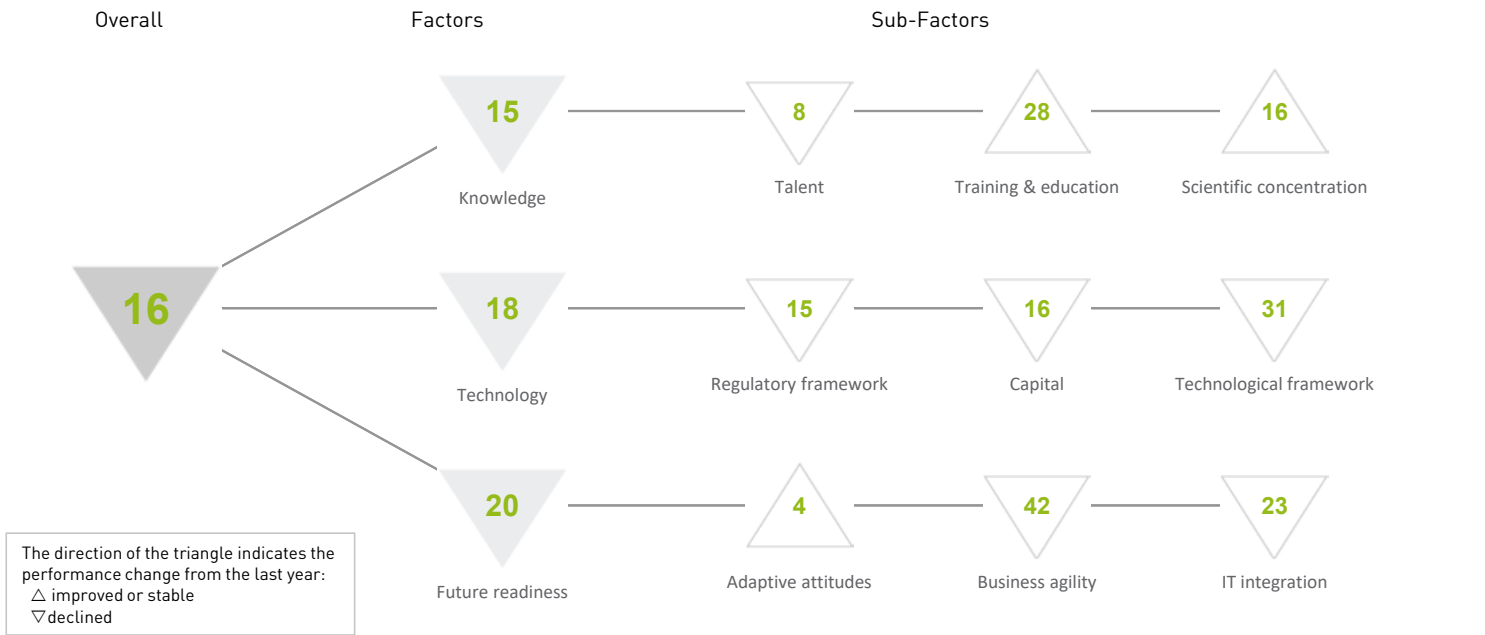 Overall
Factors
Sub-Factors
15
8
28
16
Knowledge
Talent
Training & education
Scientific concentration
16
18
15
16
31
Technology
Regulatory framework
Capital
Technological framework
20
4
42
23
Future readiness
Adaptive attitudes
Business agility
IT integration
The direction of the triangle indicates the
performance change from the last year:
△ improved or stable
▽ declined